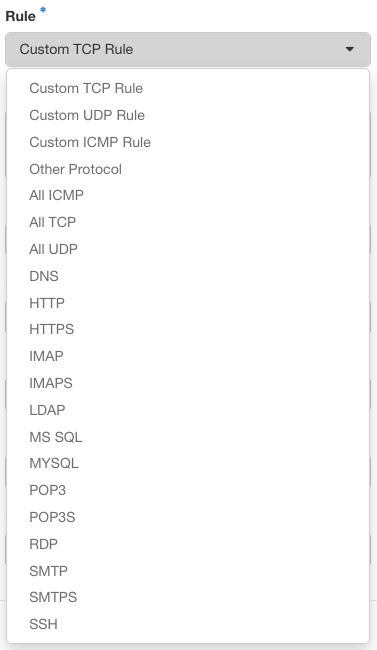 Rule *
Custom TCP Rule
Custom TCP Rule
Custom UDP Rule
Custom ICMP Rule
Other Protocol
All ICMP
All TCP
All UDP
DNS
HTTP
HTTPS
IMAP
IMAPS
LDAP
MS SQL
MYSQL
POP3
POP3S
RDP
SMTP
SMTPS
SSH